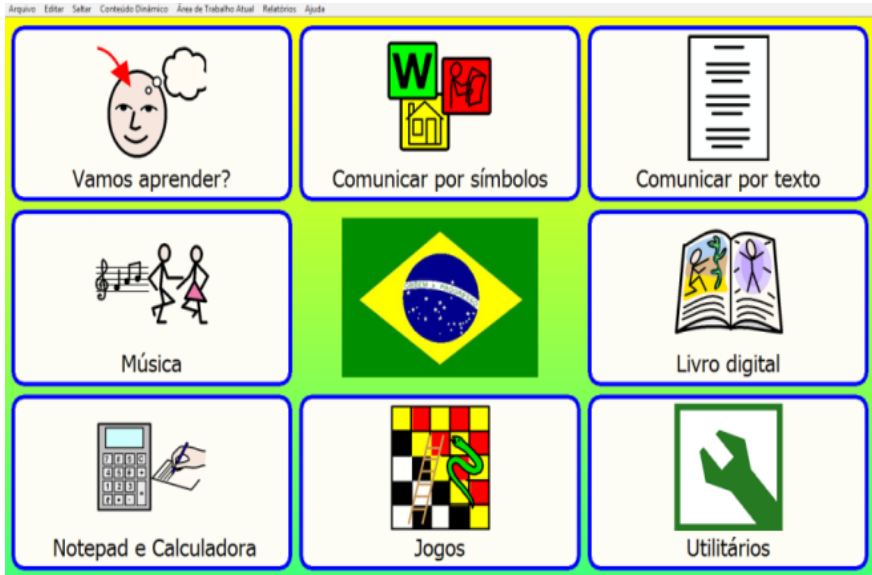 Arquivo Editar Saltar Conteúdo Dinâmico Área de Trabalho Atual Relatórios Ajuda
Vamos aprender?
W
Comunicar por símbolos
Comunicar por texto
Música
Livro digital
Notepad e Calculadora
Jogos
Utilitários